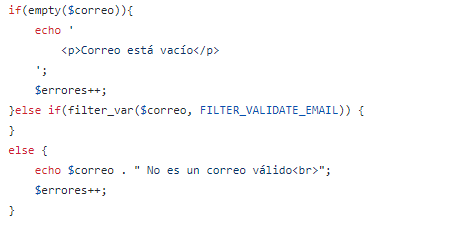 if(empty($correo)){
    echo '
        <p>Correo está vacío</p>
    ';
    $errores++;
}else if(filter_var($correo, FILTER_VALIDATE_EMAIL)) {
}
else {
    echo $correo . " No es un correo válido<br>";
    $errores++;
}